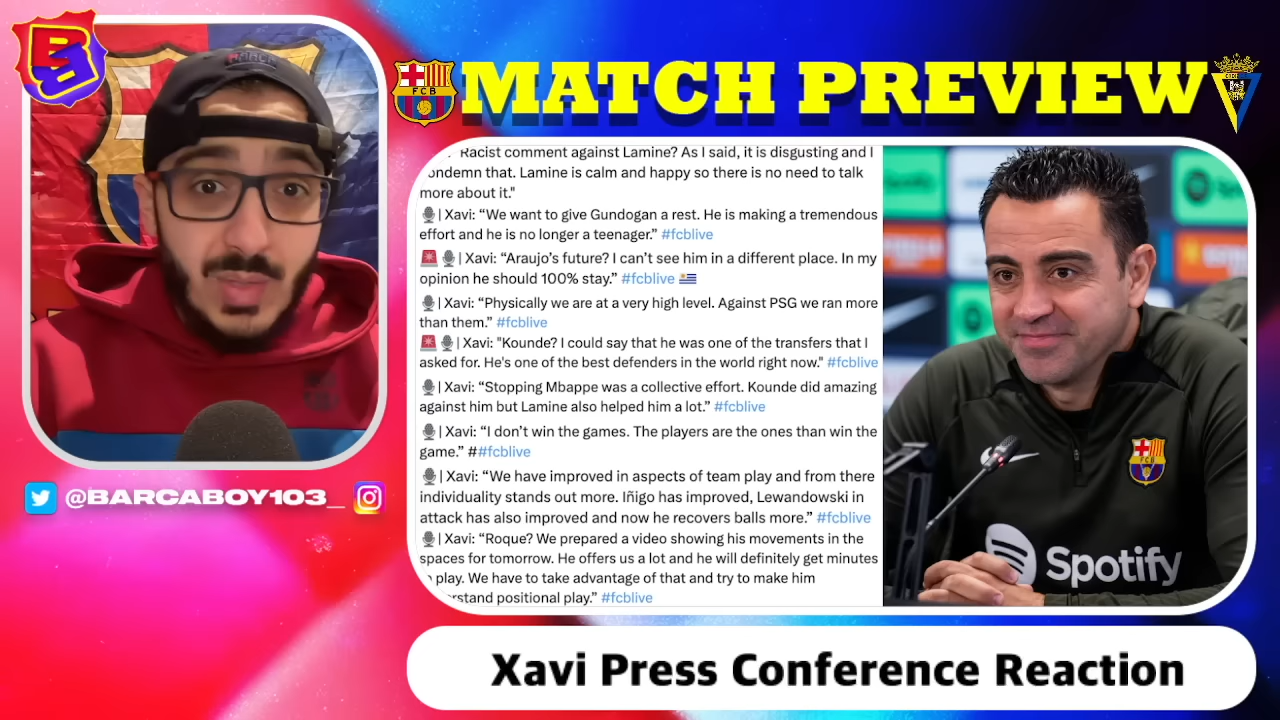 MATCH PREVIEW
FCB
Racist comment against Lamine? As I said, it is disgusting and I
condemn that. Lamine is calm and happy so there is no need to talk
more about it."
| Xavi: “We want to give Gundogan a rest. He is making a tremendous
effort and he is no longer a teenager.” #fcblive
| Xavi: “Araujo’s future? I can’t see him in a different place. In my
opinion he should 100% stay.” #fcblive
| Xavi: “Physically we are at a very high level. Against PSG we ran more
than them.” #fcblive
| Xavi: "Kounde? I could say that he was one of the transfers that I
asked for. He's one of the best defenders in the world right now." #fcblive
| Xavi: “Stopping Mbappe was a collective effort. Kounde did amazing
against him but Lamine also helped him a lot.” #fcblive
| Xavi: “I don’t win the games. The players are the ones than win the
game.” ##fcblive
| Xavi: “We have improved in aspects of team play and from there
individuality stands out more. Iñigo has improved, Lewandowski in
attack has also improved and now he recovers balls more.” #fcblive
| Xavi: “Roque? We prepared a video showing his movements in the
spaces for tomorrow. He offers us a lot and he will definitely get minutes
play. We have to take advantage of that and try to make him
rstand positional play.” #fcblive
Spotify
@BARCABOY103_
Xavi Press Conference Reaction